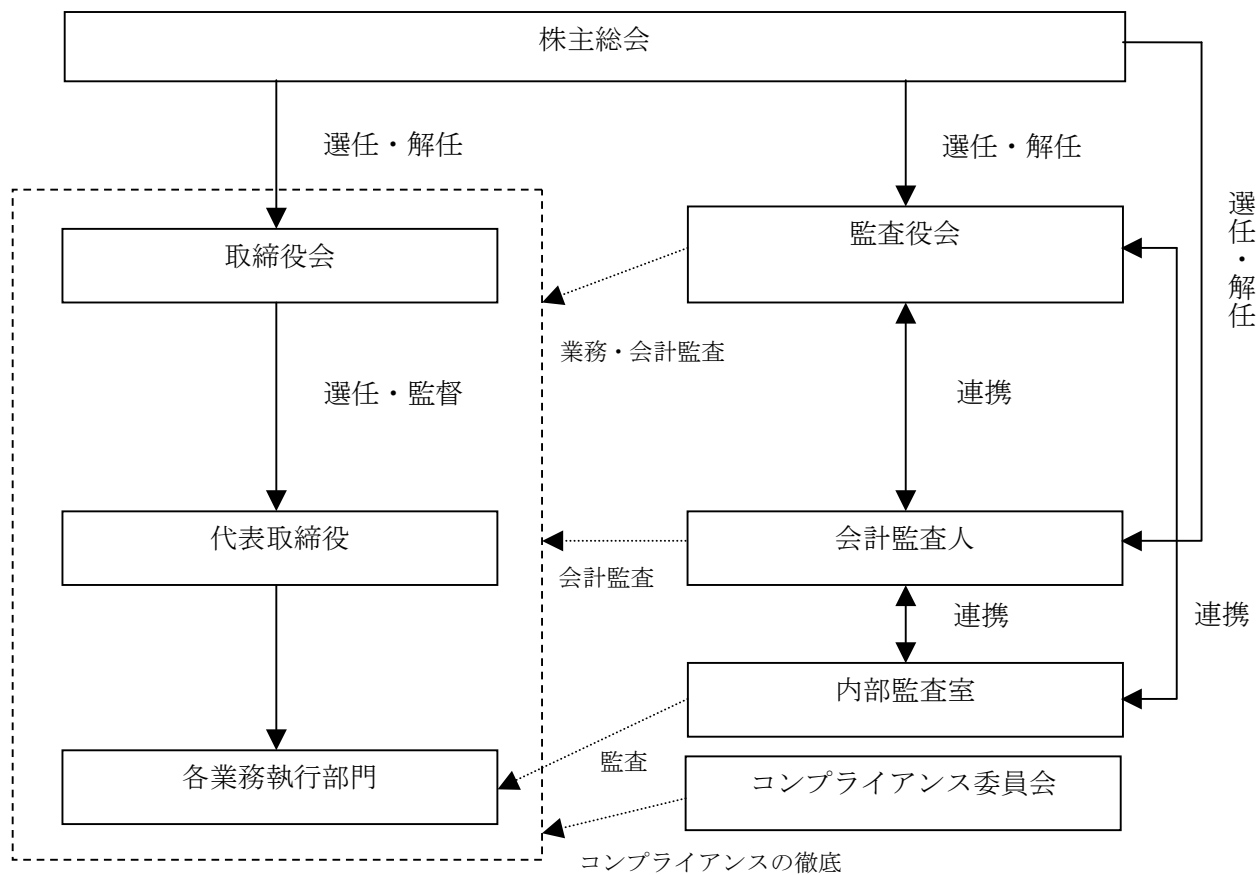 株主総会
選任・解任
選任・解任
選任・解任
取締役会
監査役会
業務・会計監査
選任・監督
連携
代表取締役
会計監査人
会計監査
連携
連携
内部監査室
各業務執行部門
監査
コンプライアンス委員会
コンプライアンスの徹底